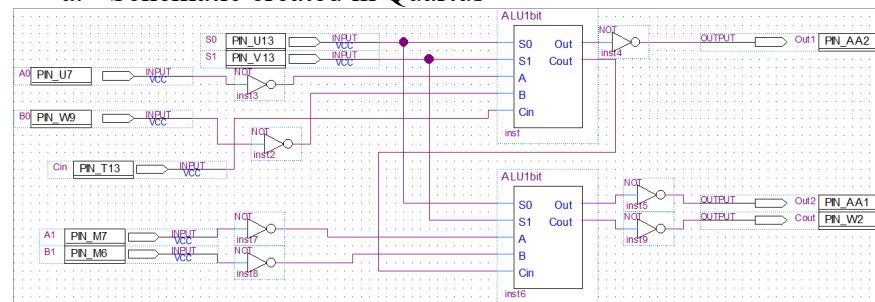 a. Schematic created in Quartus
ALU1bit
S0 PIN_U13 INPUT VCC
S1 PIN_V13 INPUT VCC
NOT inst4
OUTPUT Out1 PIN_AA2
S0 Out
S1 Cout
A
B
Cin
inst
A0 PIN_U7 INPUT VCC
NOT inst3
B0 PIN_W9 INPUT VCC
NOT inst2
Cin PIN_T13 INPUT VCC
ALU1bit
S0 Out
S1 Cout
A
B
Cin
inst6
NOT inst5
OUTPUT Out2 PIN_AA1
NOT inst9
OUTPUT Cout PIN_W2
A1 PIN_M7 INPUT VCC
NOT inst7
B1 PIN_M6 INPUT VCC
NOT inst8